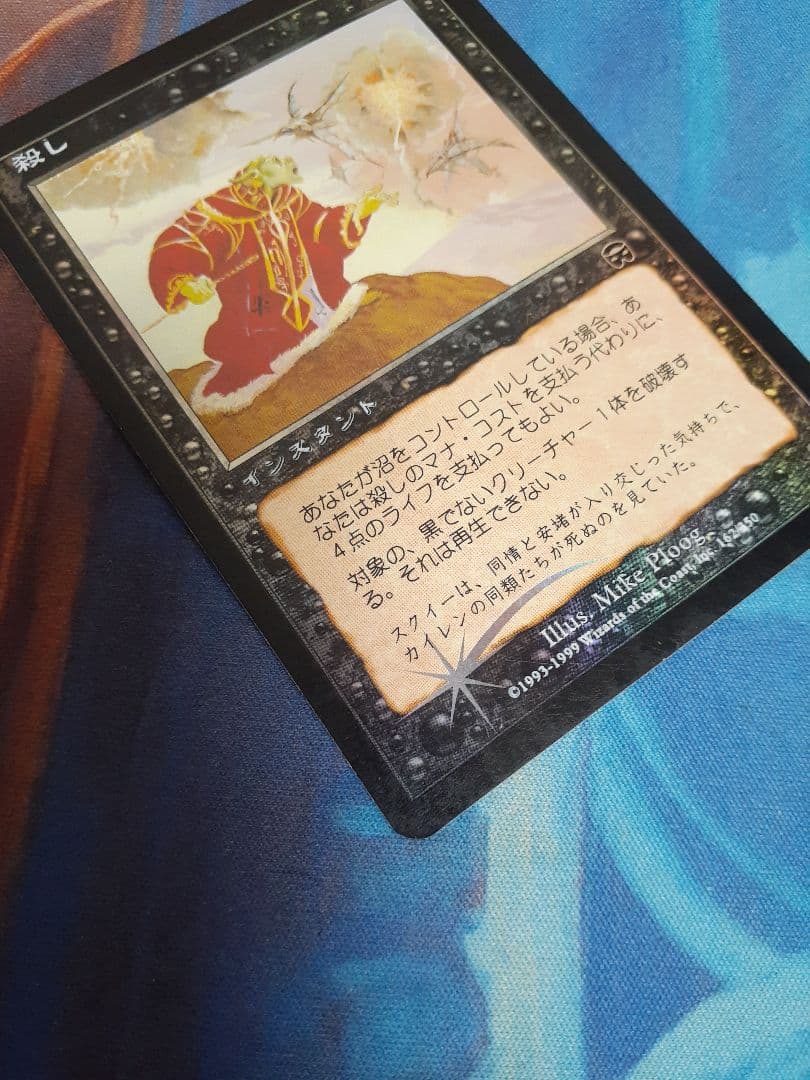 殺し
インスタント
あなたが沼をコントロールしている場合、あ
なたは殺しのマナ・コストを支払う代わりに、
4点のライフを支払ってもよい。
対象の、黒でないクリーチャー1体を破壊す
る。それは再生できない。
スクイーは、同情と安堵が入り交じった気持ちで、
カイレンの同類たちが死ぬのを見ていた。
Illus. Mike Ploog
©1993-1999 Wizards of the Coast, Inc. 162/350